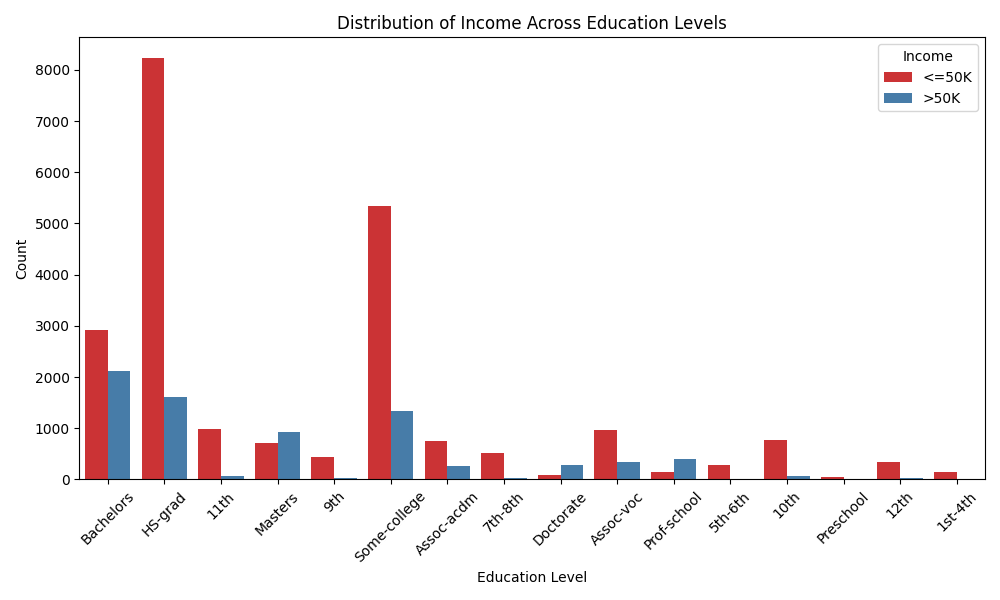 Distribution of Income Across Education Levels
Income
<=50K
>50K
Count
8000
7000
6000
5000
4000
3000
2000
1000
0
Bachelors
HS-grad
11th
Masters
9th
Some-college
Assoc-acdm
7th-8th
Doctorate
Assoc-voc
Prof-school
5th-6th
10th
Preschool
12th
1st-4th
Education Level